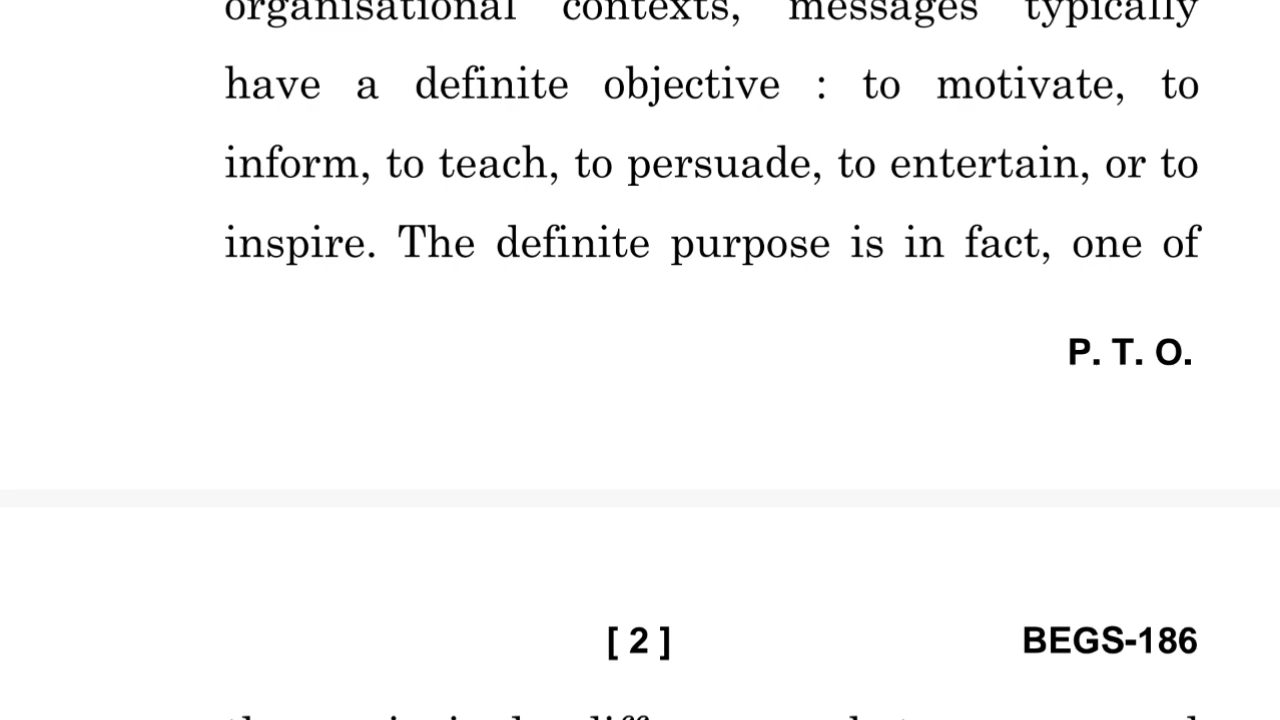 organisational contexts, messages typically
have a definite objective : to motivate, to
inform, to teach, to persuade, to entertain, or to
inspire. The definite purpose is in fact, one of
P. T. O.
[ 2 ]
BEGS-186